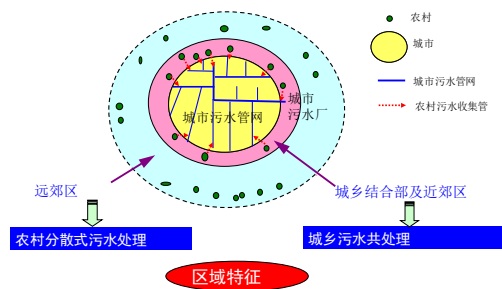 农村
城市
城市污水管网
农村污水收集管
城市
污水厂
城市污水管网
远郊区
城乡结合部及近郊区
农村分散式污水处理
城乡污水共处理
区域特征